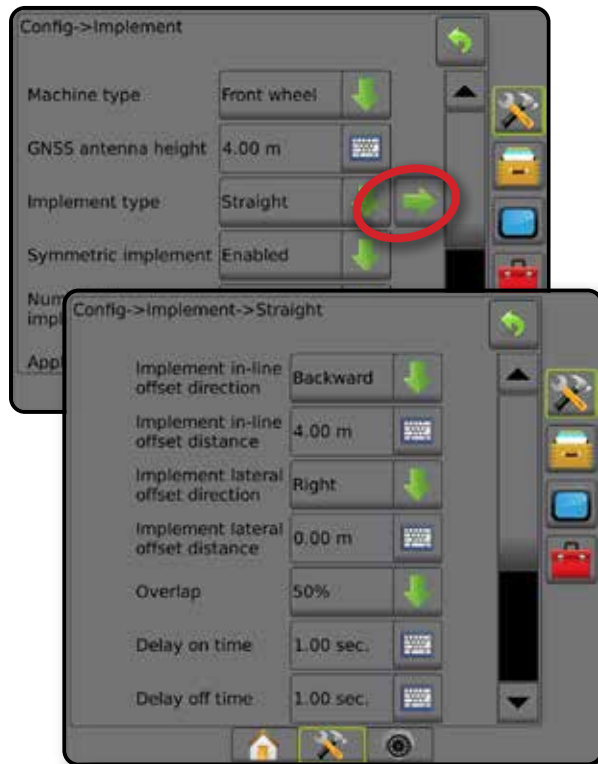 Config->Implement
Machine type
Front wheel
GNSS antenna height
4.00 m
Implement type
Straight
Symmetric implement
Enabled
Num
impl
Appl
Config->Implement->Straight
Implement in-line
offset direction
Backward
Implement in-line
offset distance
4.00 m
Implement lateral
offset direction
Right
Implement lateral
offset distance
0.00 m
Overlap
50%
Delay on time
1.00 sec.
Delay off time
1.00 sec.